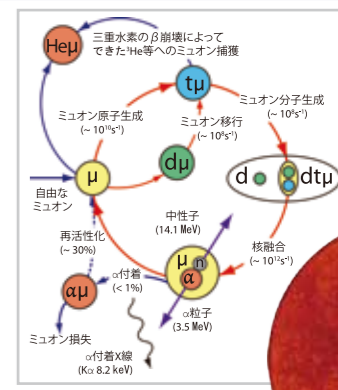 Heμ
三重水素のβ崩壊によって
できた³He等へのミュオン捕獲
tμ
ミュオン原子生成
(~ 10¹⁰s⁻¹)
ミュオン移行
(~ 10⁸s⁻¹)
ミュオン分子生成
(~ 10⁸s⁻¹)
dμ
μ
自由な
ミュオン
d
dtμ
再活性化
(~ 30%)
中性子
(14.1 MeV)
核融合
(~ 10¹²s⁻¹)
μ
n
α
α付着
(< 1%)
αμ
α粒子
(3.5 MeV)
ミュオン損失
α付着X線
(Kα 8.2 keV)